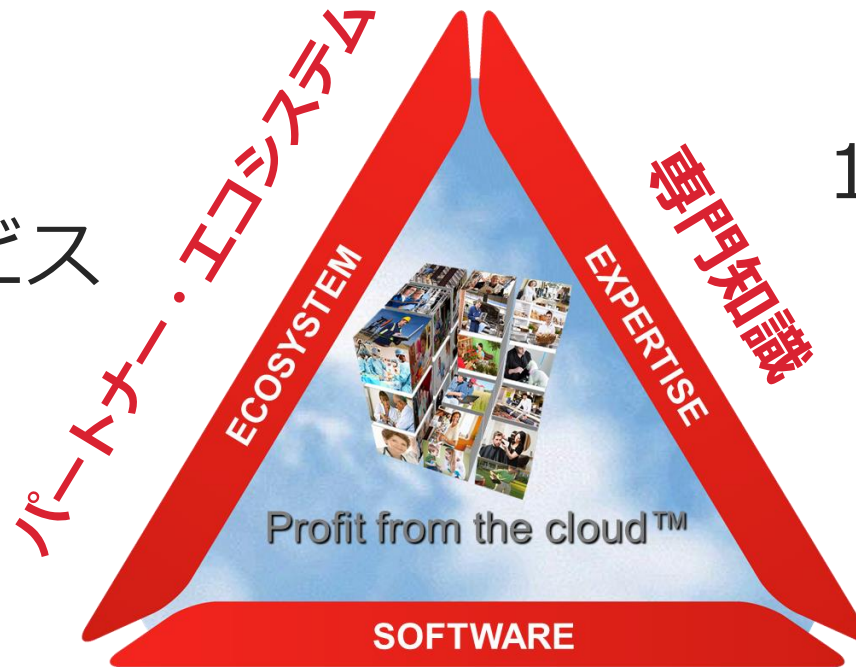 パートナー・エコシステム
専門知識
ビス
1
ECOSYSTEM
EXPERTISE
Profit from the cloud™
SOFTWARE